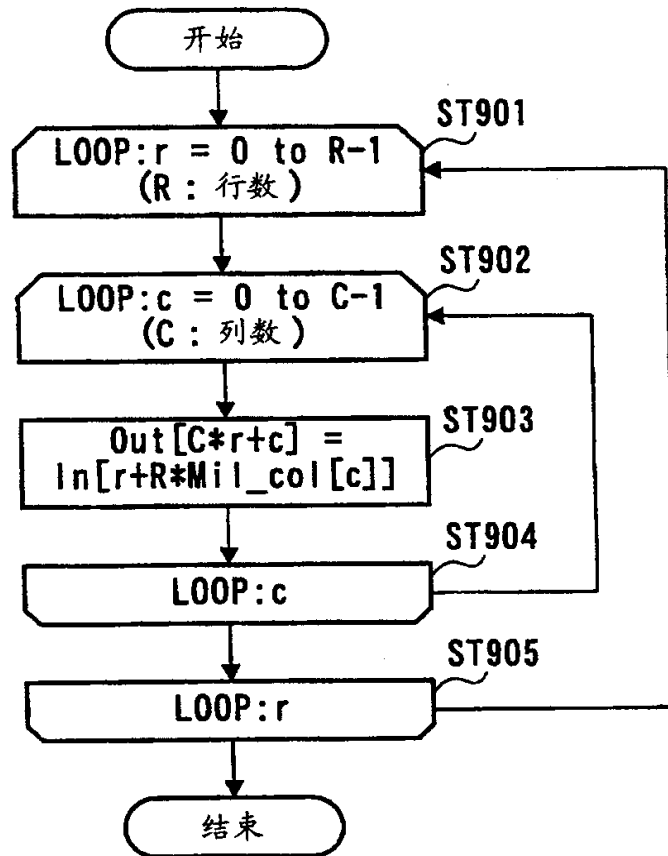 开始
ST901
LOOP:r = 0 to R-1
(R : 行数)
ST902
LOOP:c = 0 to C-1
(C : 列数)
ST903
Out[C*r+c] =
In[r+R*Mil_col[c]]
ST904
LOOP:c
ST905
LOOP:r
结束